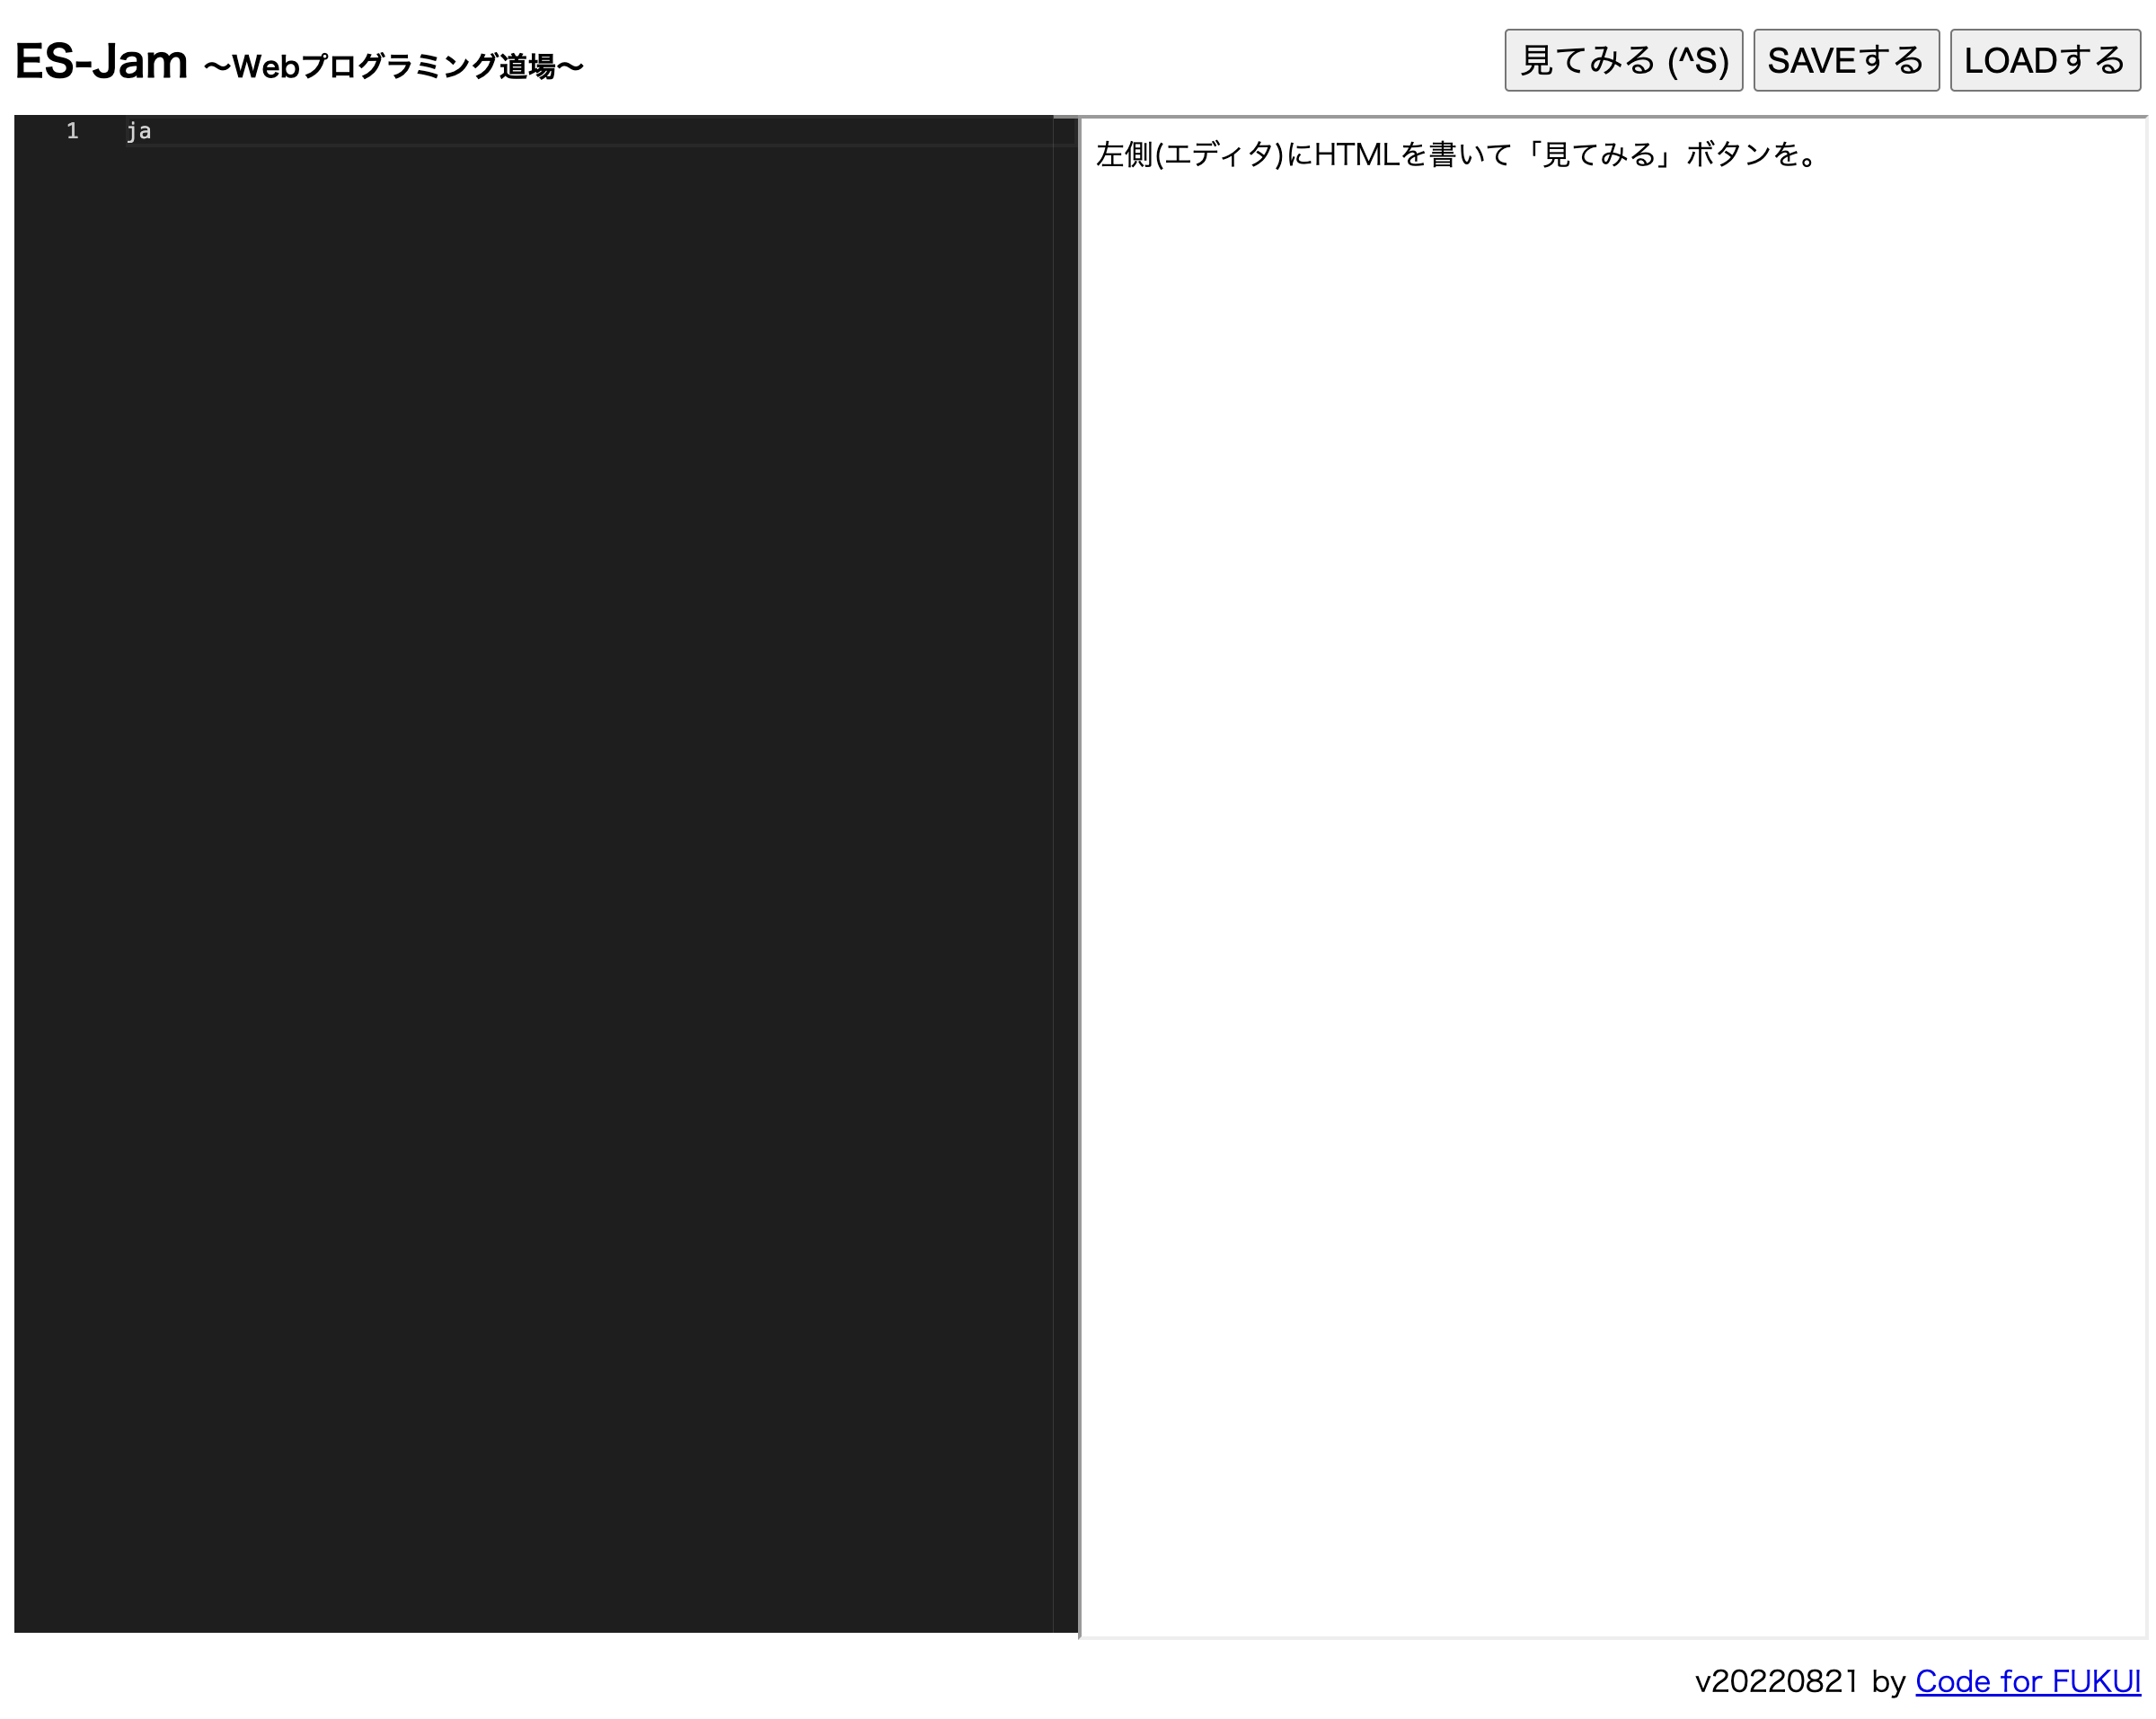 ES-Jam 〜Webプログラミング道場〜
見てみる (^S) SAVEする LOADする
1 ja
左側(エディタ)にHTMLを書いて「見てみる」ボタンを。
v20220821 by Code for FUKUI